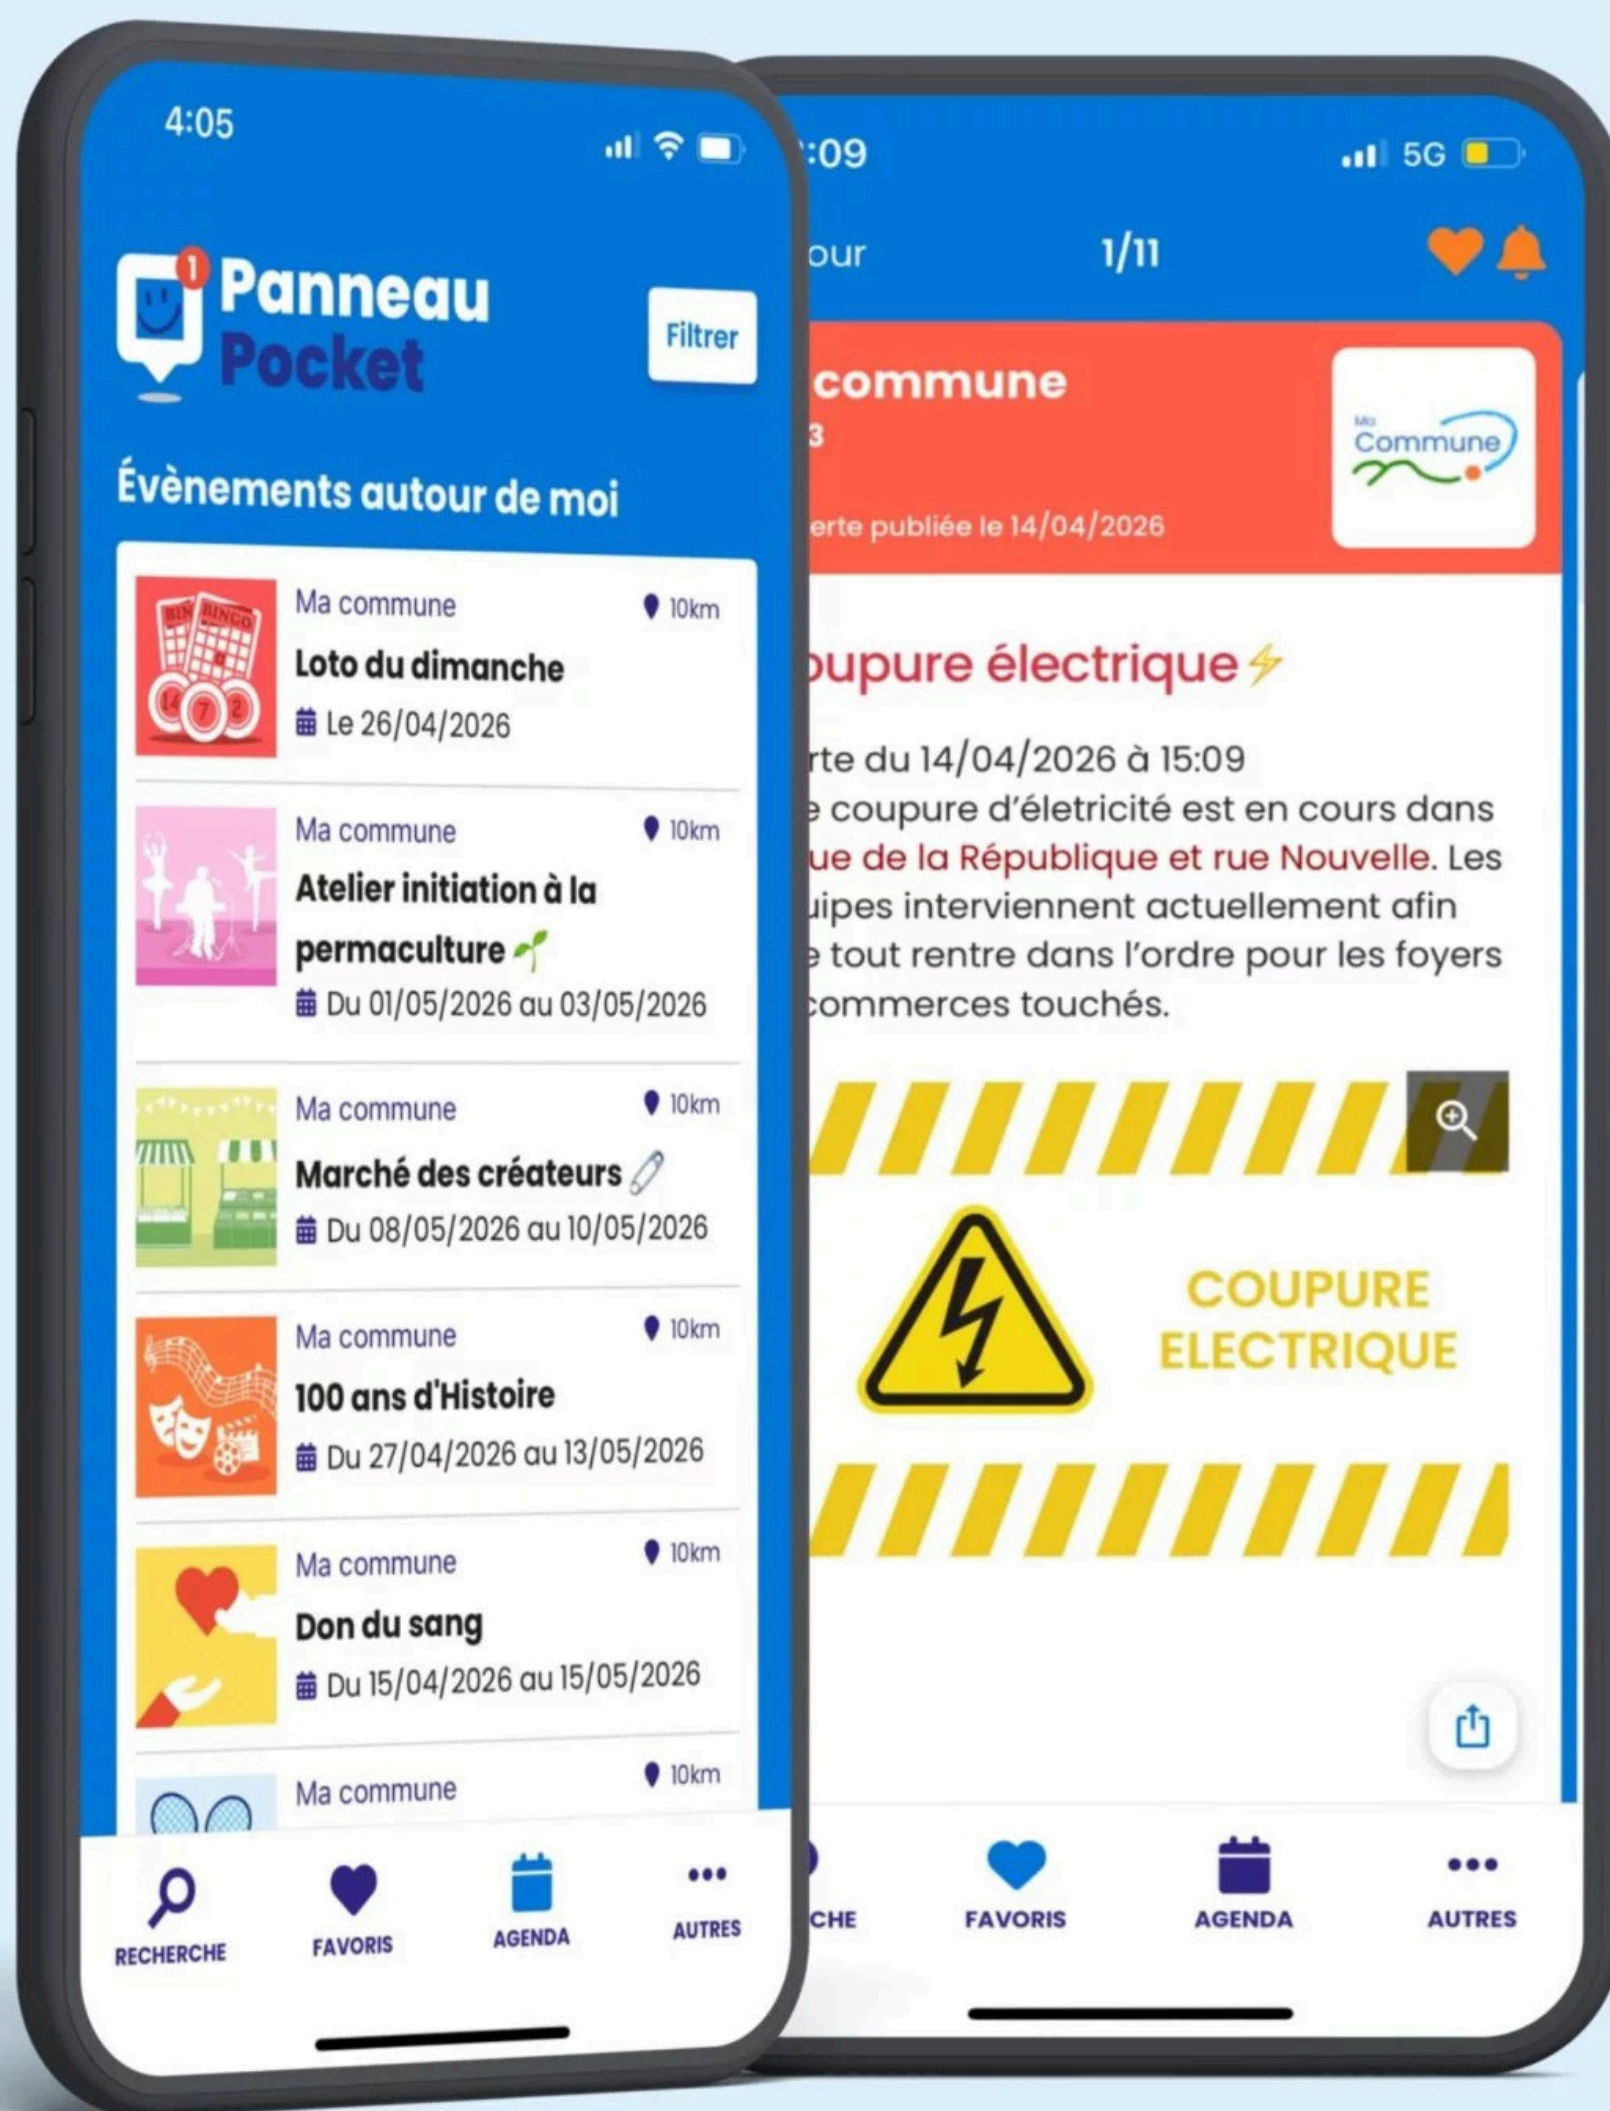 4:05
Panneau
1
Pocket
Filtrer
Évènements autour de moi
BINGO
14 7 2
Ma commune 10km
Loto du dimanche
Le 26/04/2026
Ma commune 10km
Atelier initiation à la
permaculture
Du 01/05/2026 au 03/05/2026
Ma commune 10km
Marché des créateurs
Du 08/05/2026 au 10/05/2026
Ma commune 10km
100 ans d'Histoire
Du 27/04/2026 au 13/05/2026
Ma commune 10km
Don du sang
Du 15/04/2026 au 15/05/2026
Ma commune 10km
RECHERCHE FAVORIS AGENDA AUTRES
:09 5G
our 1/11
commune
3
erte publiée le 14/04/2026
Ma
Commune
oupure électrique
rte du 14/04/2026 à 15:09
e coupure d'életricité est en cours dans
ue de la République et rue Nouvelle. Les
uipes interviennent actuellement afin
e tout rentre dans l'ordre pour les foyers
commerces touchés.
COUPURE
ELECTRIQUE
CHE FAVORIS AGENDA AUTRES